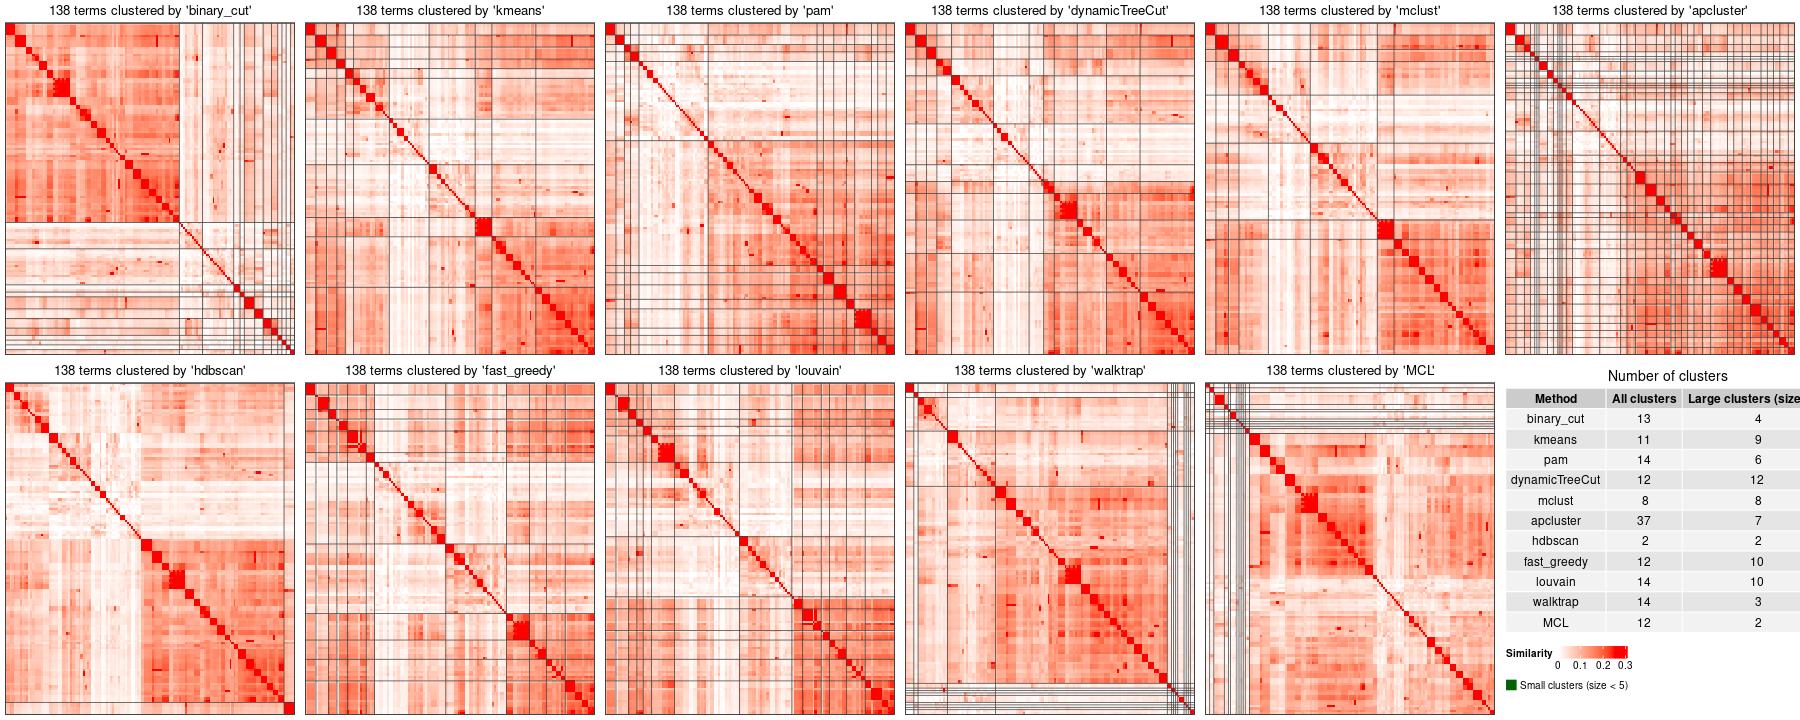 138 terms clustered by 'binary_cut'
138 terms clustered by 'kmeans'
138 terms clustered by 'pam'
138 terms clustered by 'dynamicTreeCut'
138 terms clustered by 'mclust'
138 terms clustered by 'apcluster'
138 terms clustered by 'hdbscan'
138 terms clustered by 'fast_greedy'
138 terms clustered by 'louvain'
138 terms clustered by 'walktrap'
138 terms clustered by 'MCL'
Number of clusters
Method All clusters Large clusters (size
binary_cut 13 4
kmeans 11 9
pam 14 6
dynamicTreeCut 12 12
mclust 8 8
apcluster 37 7
hdbscan 2 2
fast_greedy 12 10
louvain 14 10
walktrap 14 3
MCL 12 2
Similarity
0 0.1 0.2 0.3
Small clusters (size < 5)